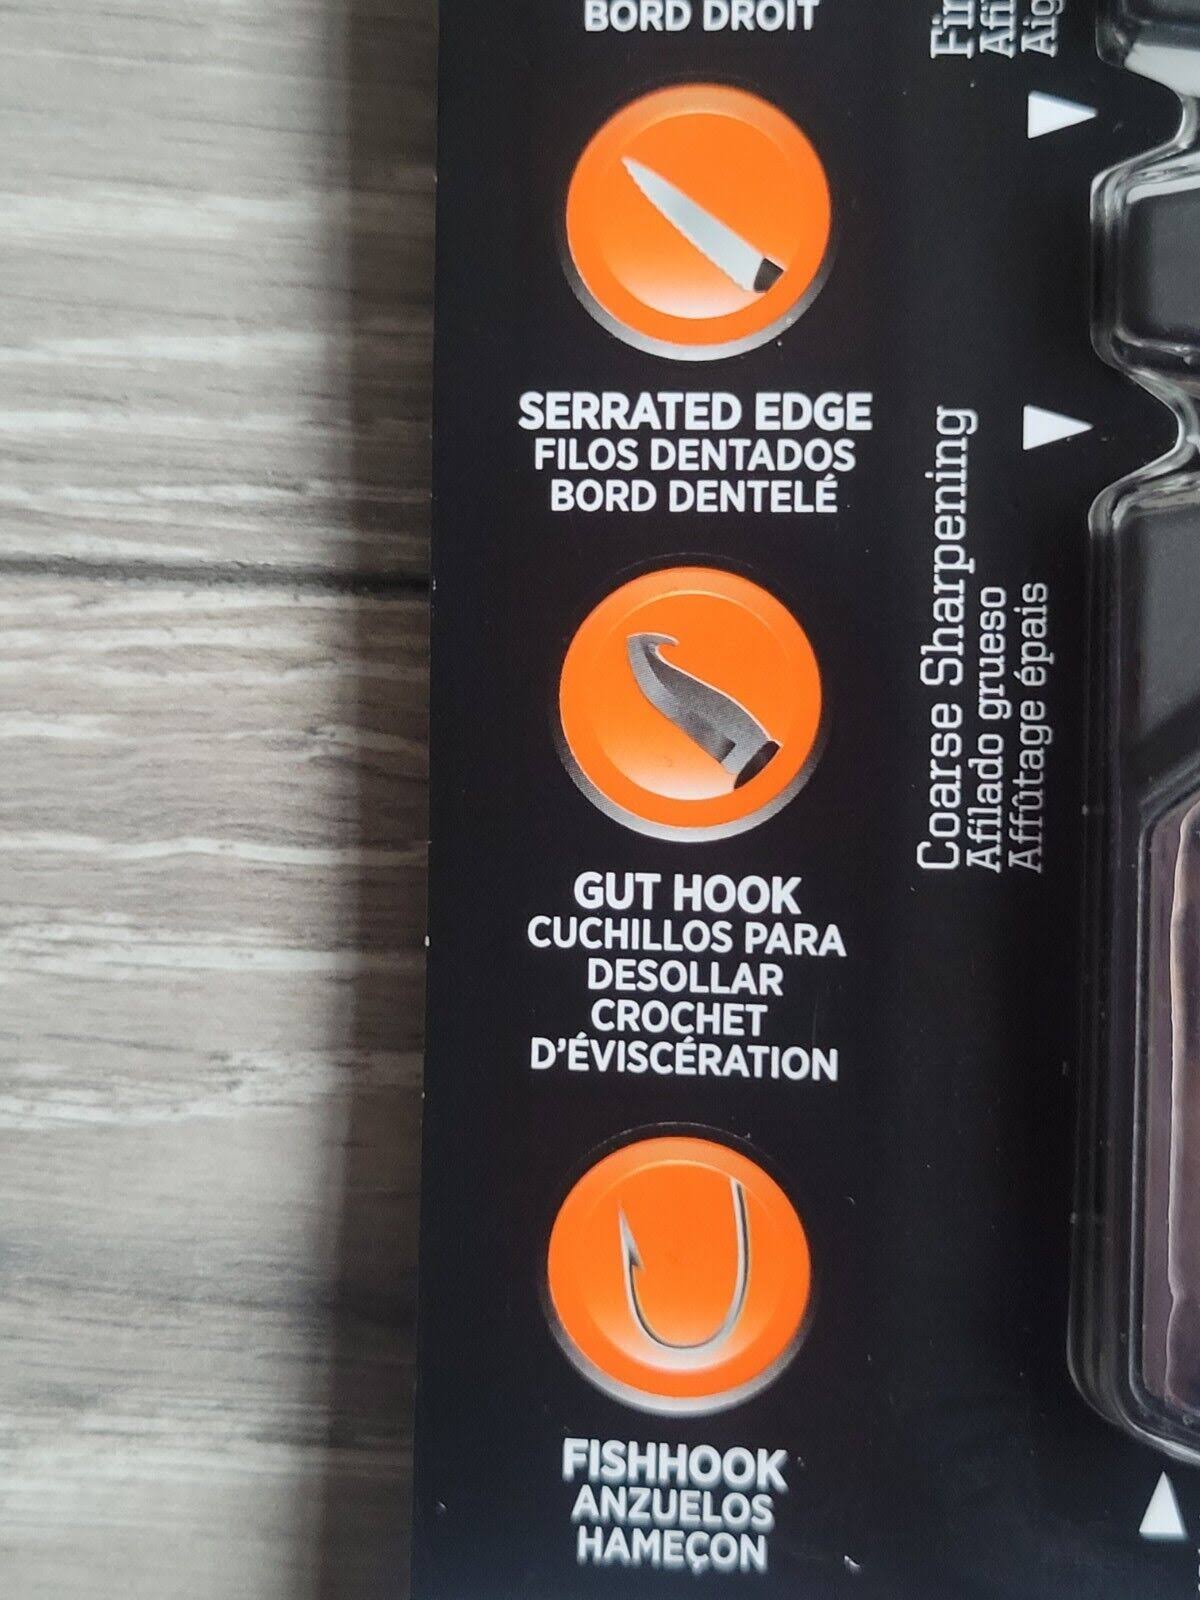 BORD DROIT
SERRATED EDGE
FILOS DENTADOS
BORD DENTELÉ
GUT HOOK
CUCHILLOS PARA
DESOLLAR
CROCHET
D'ÉVISCÉRATION
FISHHOOK
ANZUELOS
HAMEÇON
Coarse Sharpening
Afilado grueso
Affûtage épais